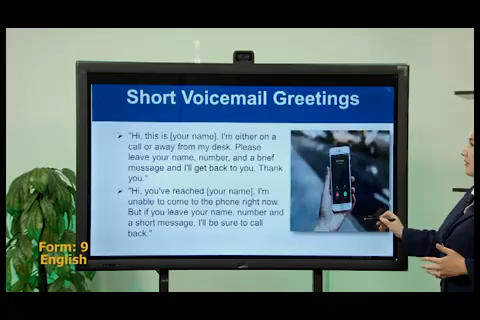 Short Voicemail Greetings
➤ "Hi, this is [your name]. I'm either on a
call or away from my desk. Please
leave your name, number, and a brief
message and I'll get back to you. Thank
you."
➤ "Hi, you've reached [your name]. I'm
unable to come to the phone right now.
But if you leave your name, number and
a short message, I'll be sure to call
back."
Form: 9
English